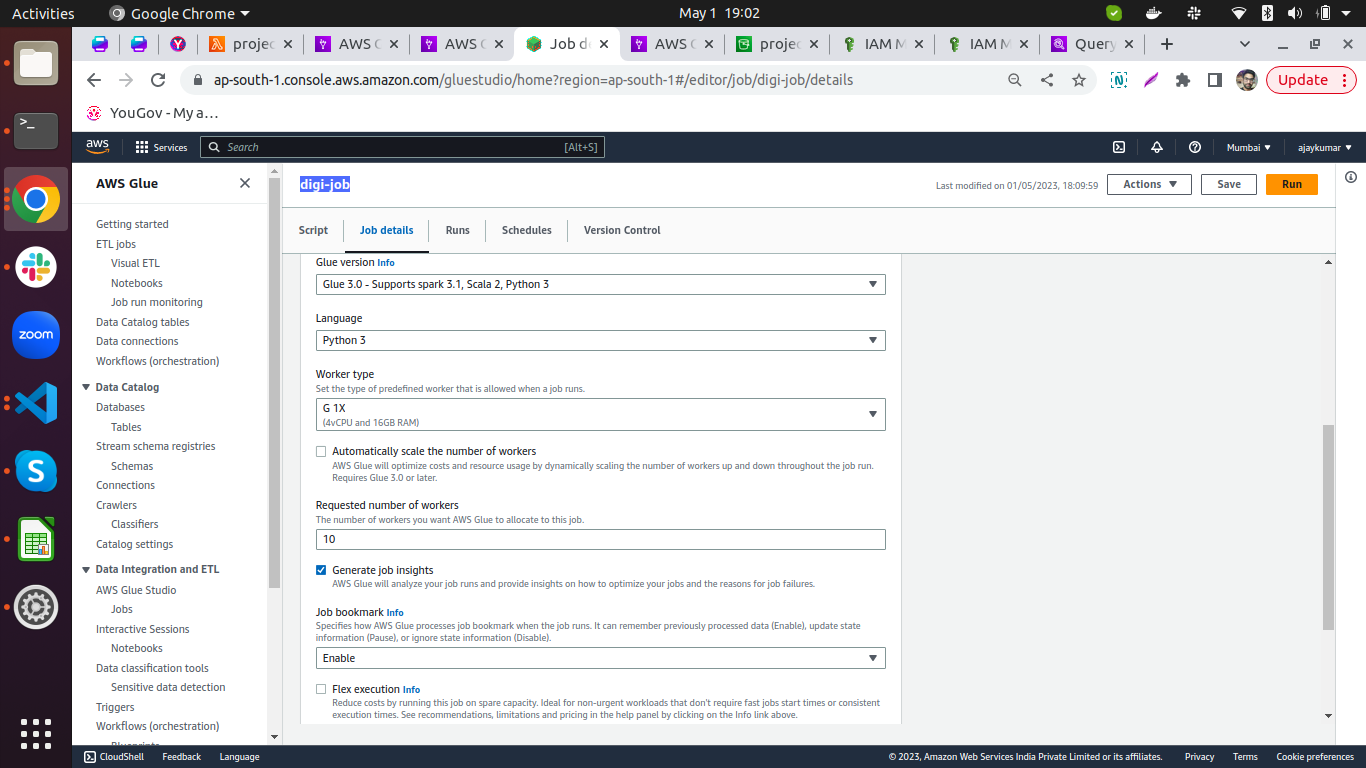 Activities
Google Chrome
May 1 19:02
projec
AWS G
AWS G
Job de
AWS G
projec
IAM M
IAM M
Query
ap-south-1.console.aws.amazon.com/gluestudio/home?region=ap-south-1#/editor/job/digi-job/details
Update
YouGov - My a…
aws
Services
Search
[Alt+S]
Mumbai
ajaykumar
AWS Glue
Getting started
ETL jobs
Visual ETL
Notebooks
Job run monitoring
Data Catalog tables
Data connections
Workflows (orchestration)
Data Catalog
Databases
Tables
Stream schema registries
Schemas
Connections
Crawlers
Classifiers
Catalog settings
Data Integration and ETL
AWS Glue Studio
Jobs
Interactive Sessions
Notebooks
Data classification tools
Sensitive data detection
Triggers
Workflows (orchestration)
Blueprints
digi-job
Last modified on 01/05/2023, 18:09:59
Actions
Save
Run
Script
Job details
Runs
Schedules
Version Control
Glue version Info
Glue 3.0 - Supports spark 3.1, Scala 2, Python 3
Language
Python 3
Worker type
Set the type of predefined worker that is allowed when a job runs.
G 1X
(4vCPU and 16GB RAM)
Automatically scale the number of workers
AWS Glue will optimize costs and resource usage by dynamically scaling the number of workers up and down throughout the job run.
Requires Glue 3.0 or later.
Requested number of workers
The number of workers you want AWS Glue to allocate to this job.
10
Generate job insights
AWS Glue will analyze your job runs and provide insights on how to optimize your jobs and the reasons for job failures.
Job bookmark Info
Specifies how AWS Glue processes job bookmark when the job runs. It can remember previously processed data (Enable), update state
information (Pause), or ignore state information (Disable).
Enable
Flex execution Info
Reduce costs by running this job on spare capacity. Ideal for non-urgent workloads that don't require fast jobs start times or consistent
execution times. See recommendations, limitations and pricing in the help panel by clicking on the Info link above.
zoom
CloudShell
Feedback
Language
© 2023, Amazon Web Services India Private Limited or its affiliates.
Privacy
Terms
Cookie preferences